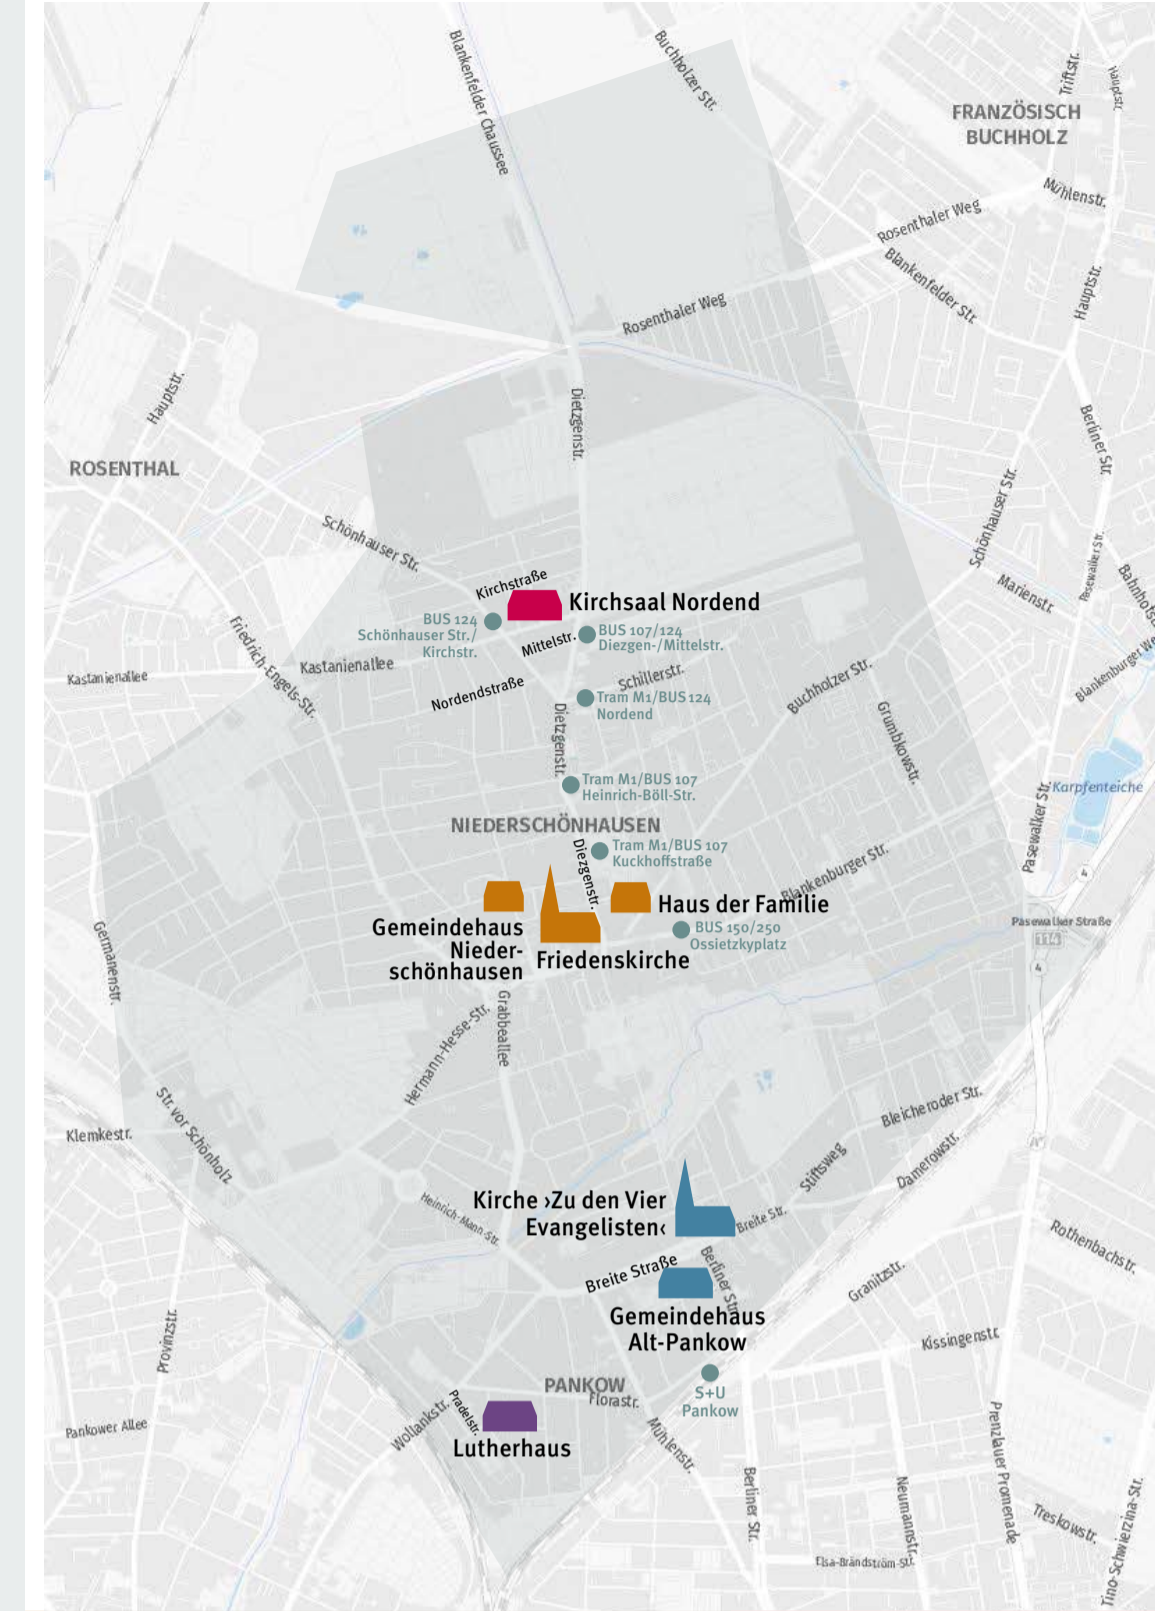 Blankenfelder Chaussee
Buchholzer Str.
Triftstr.
Hauptstr.
FRANZÖSISCH
BUCHHOLZ
Mühlenstr.
Rosenthaler Weg
Blankenfelder Str.
Hauptstr.
Rosenthaler Weg
Hauptstr.
Dietzgenstr.
Berliner Str.
ROSENTHAL
Schönhauser Str.
Schönhauser Str.
Pasewalker Str.
Marienstr.
Bahnhofst
Kirchstraße
Kirchsaal Nordend
BUS 124
Schönhauser Str./
Kirchstr.
BUS 107/124
Diezgen-/Mittelstr.
Mittelstr.
Friedrich-Engels-Str.
Kastanienallee
Kastanienallee
Nordendstraße
Schillerstr.
Buchholzer Str.
Blankenburger We
Tram M1/BUS 124
Nordend
Dietzgenstr.
Grumbkowstr.
Tram M1/BUS 107
Heinrich-Böll-Str.
Karpfenteiche
Pasewalker Str.
NIEDERSCHÖNHAUSEN
Diezgenstr.
Tram M1/BUS 107
Kuckhoffstraße
Blankenburger Str.
4
Haus der Familie
Gemeindehaus
Nieder-
schönhausen
Friedenskirche
BUS 150/250
Ossietzkyplatz
Pasewalker Straße
114
4
Germanenstr.
Grabbeallee
Hermann-Hesse-Str.
Str. vor Schönholz
Klemkestr.
Bleicheroder Str.
Damerowstr.
Stiftsweg
Kirche ›Zu den Vier
Evangelisten‹
Heinrich-Mann-Str.
Breite Str.
Breite Straße
Berliner Str.
Rothenbachstr.
Granitzstr.
Gemeindehaus
Alt-Pankow
Provinzstr.
Kissingenstr.
PANKOW
Florastr.
S+U
Pankow
Pankower Allee
Wollankstr.
Pradelstr.
Lutherhaus
Mühlenstr.
Berliner Str.
Prenzlauer Promenade
Neumannstr.
Treskowstr.
Elsa-Brändström-Str.
Tino-Schwierzina-Str.